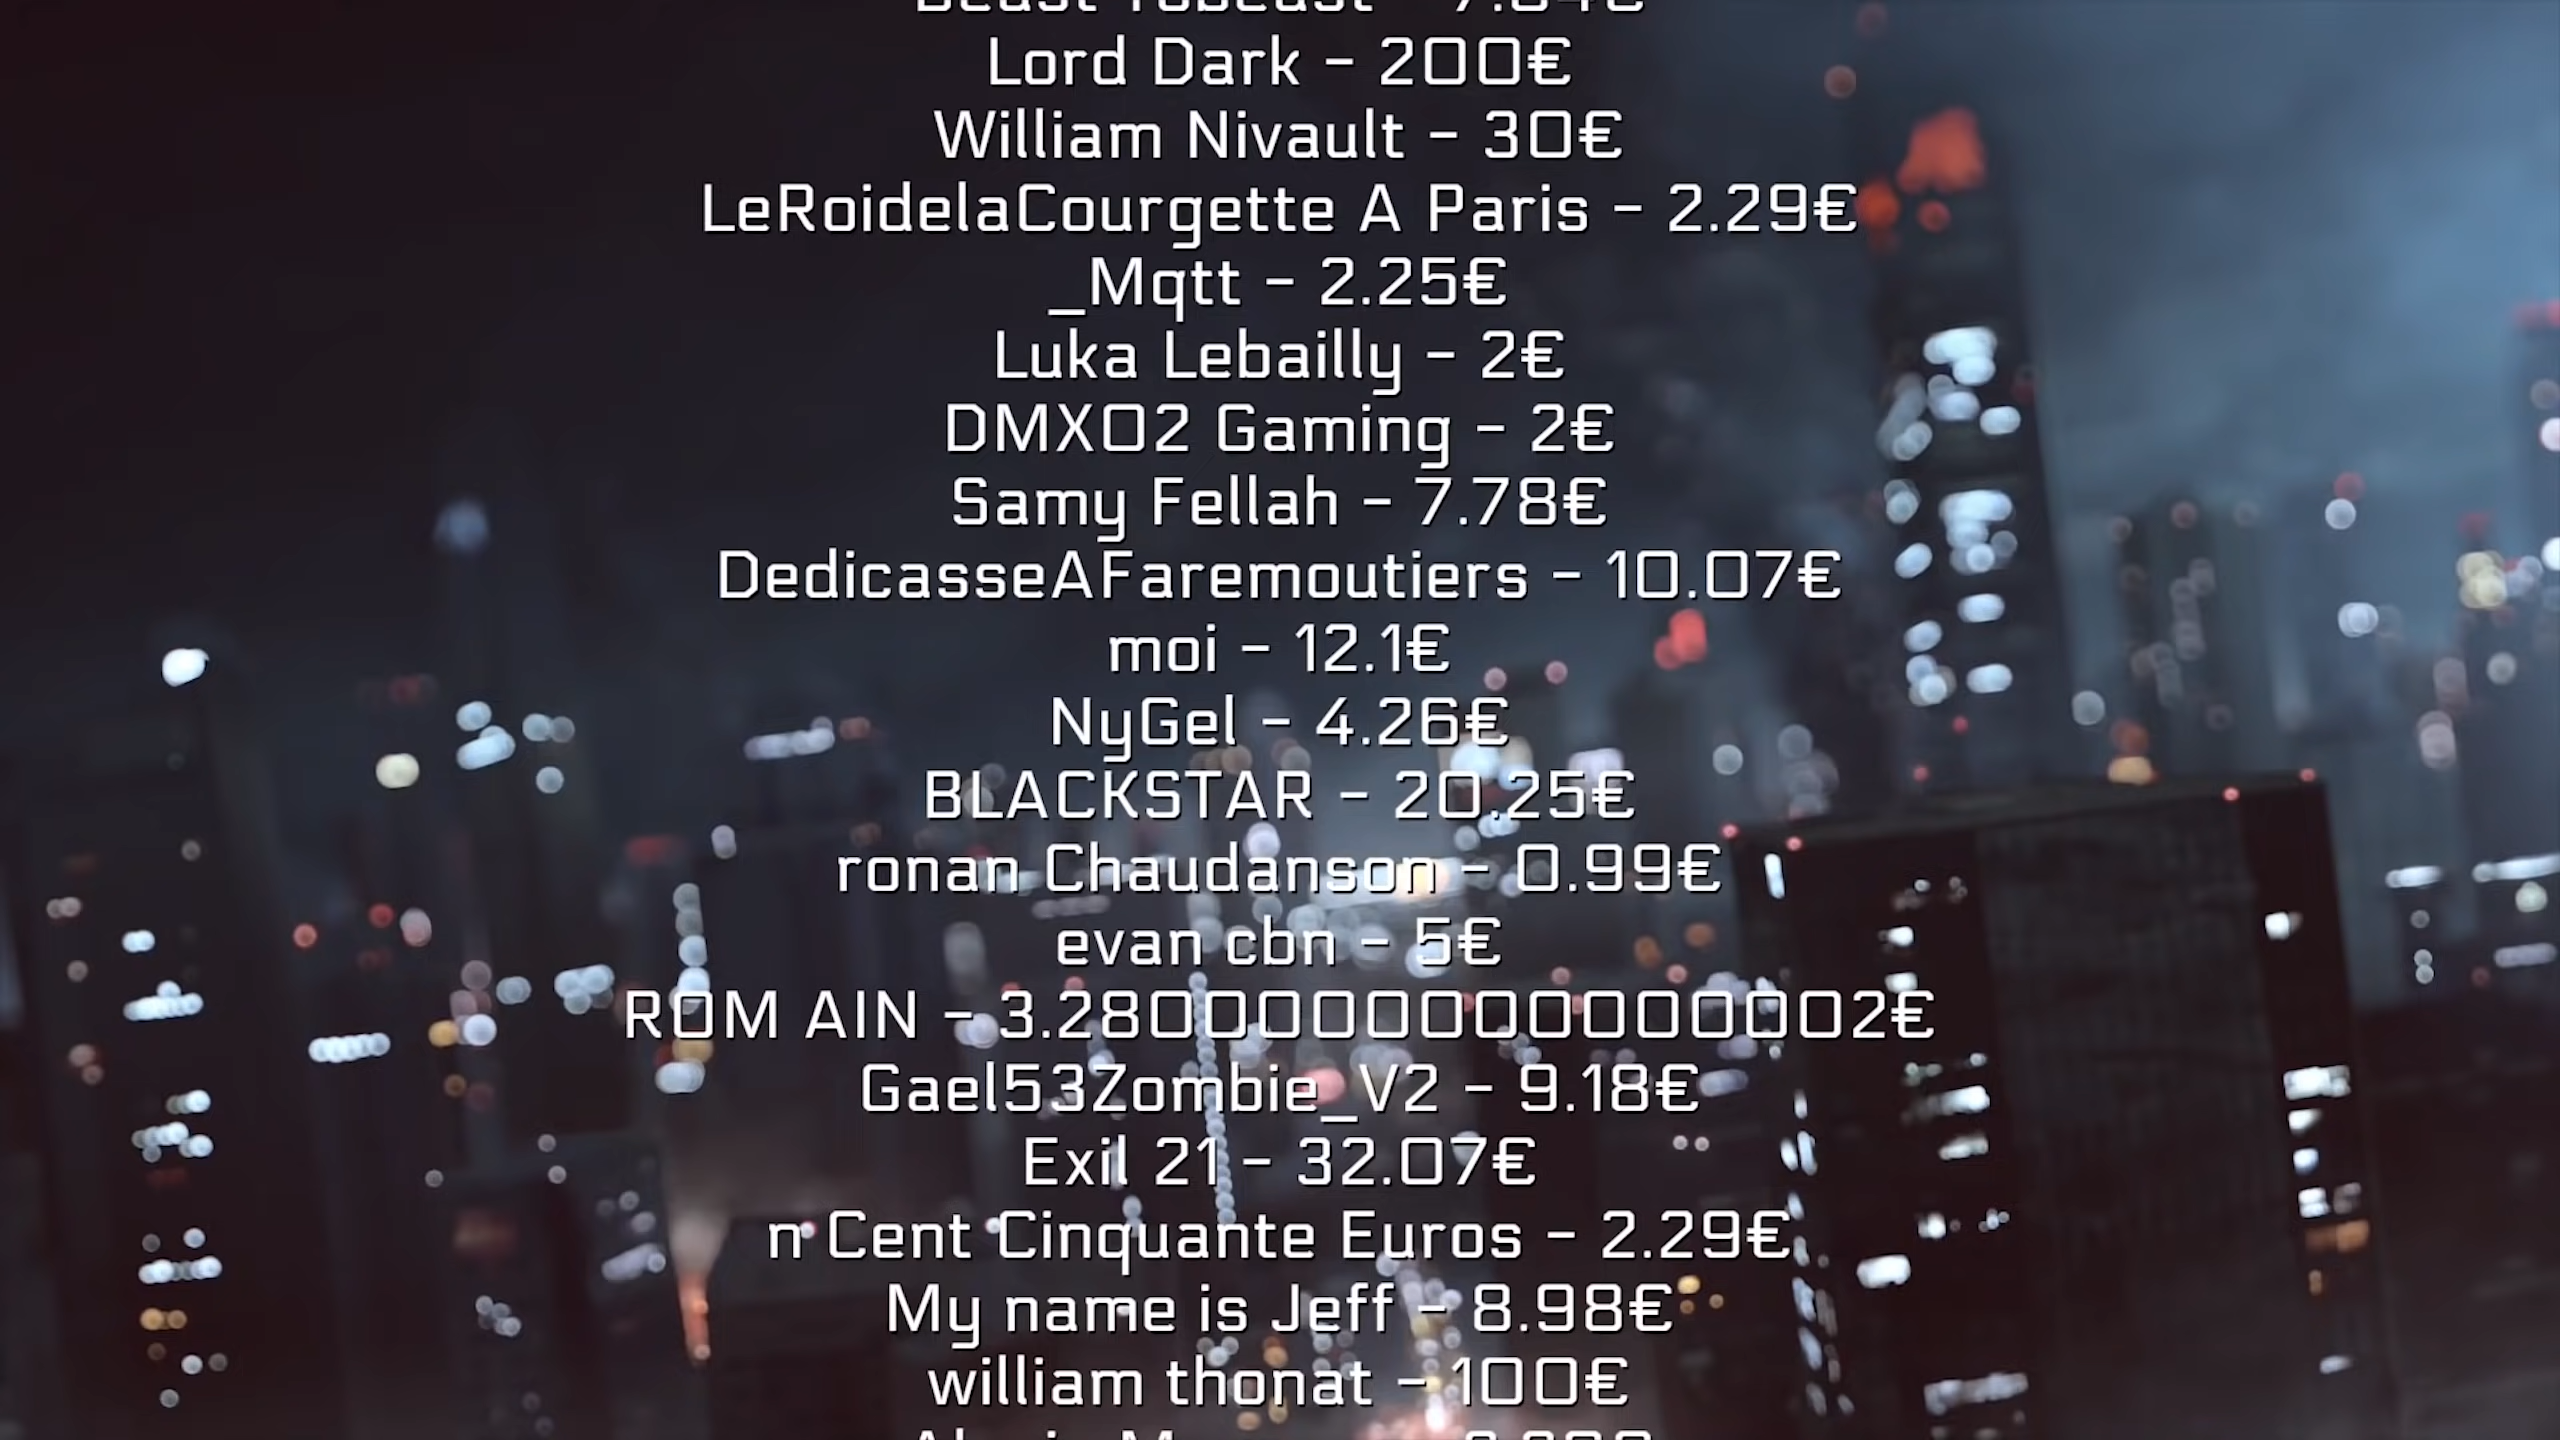 Lord Dark - 200€
William Nivault - 30€
LeRoidelaCourgette A Paris - 2.29€
_Mqtt - 2.25€
Luka Lebailly - 2€
DMX02 Gaming - 2€
Samy Fellah - 7.78€
DedicasseAFaremoutiers - 10.07€
moi - 12.1€
NyGel - 4.26€
BLACKSTAR - 20.25€
ronan Chaudanson - 0.99€
evan cbn - 5€
ROM AIN - 3.2800000000000002€
Gael53Zombie_V2 - 9.18€
Exil 21 - 32.07€
n Cent Cinquante Euros - 2.29€
My name is Jeff - 8.98€
william thonat - 100€